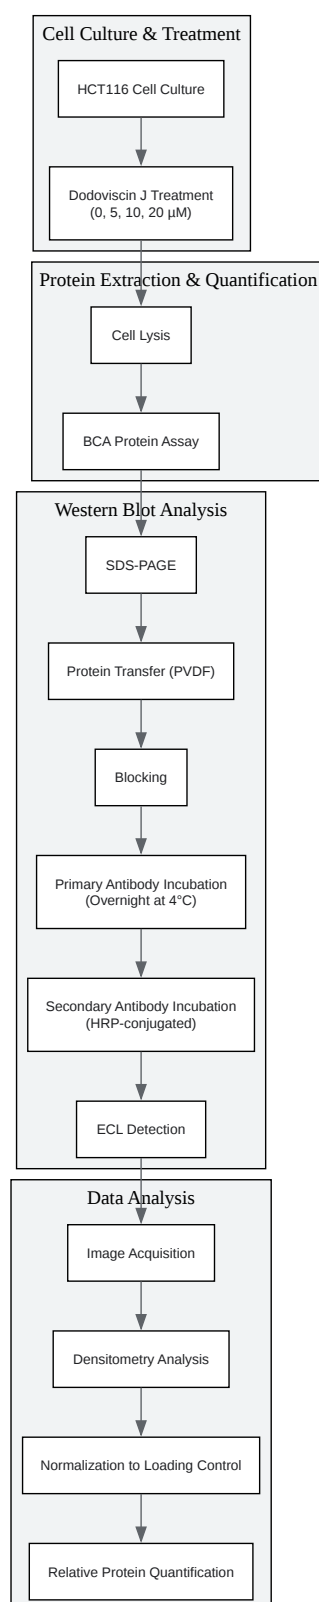 Cell Culture & Treatment
HCT116 Cell Culture
Dodoviscin J Treatment
(0, 5, 10, 20 µM)
Protein Extraction & Quantification
Cell Lysis
BCA Protein Assay
Western Blot Analysis
SDS-PAGE
Protein Transfer (PVDF)
Blocking
Primary Antibody Incubation
(Overnight at 4°C)
Secondary Antibody Incubation
(HRP-conjugated)
ECL Detection
Data Analysis
Image Acquisition
Densitometry Analysis
Normalization to Loading Control
Relative Protein Quantification